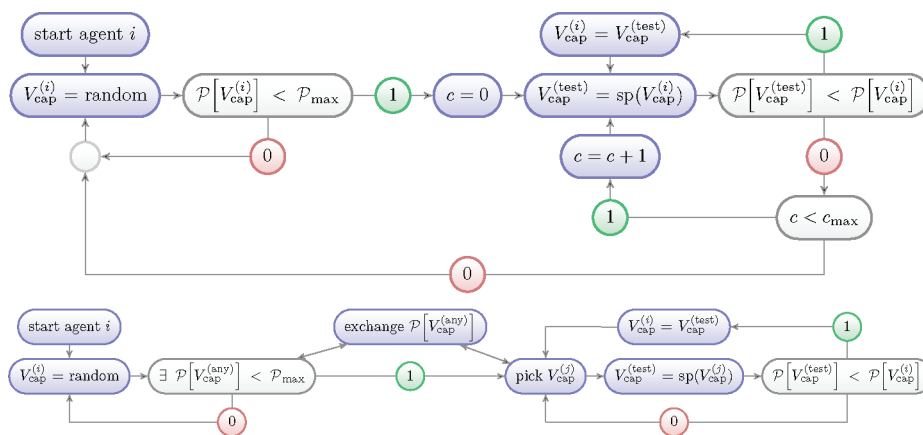 start agent i
V_cap^(i) = random
P[V_cap^(i)] < P_max
1
c = 0
V_cap^(i) = V_cap^(test)
1
V_cap^(test) = sp(V_cap^(i))
P[V_cap^(test)] < P[V_cap^(i)]
0
c = c + 1
0
1
c < c_max
0
start agent i
exchange P[V_cap^(any)]
V_cap^(i) = V_cap^(test)
1
V_cap^(i) = random
∃ P[V_cap^(any)] < P_max
1
pick V_cap^(j)
V_cap^(test) = sp(V_cap^(j))
P[V_cap^(test)] < P[V_cap^(i)]
0
0